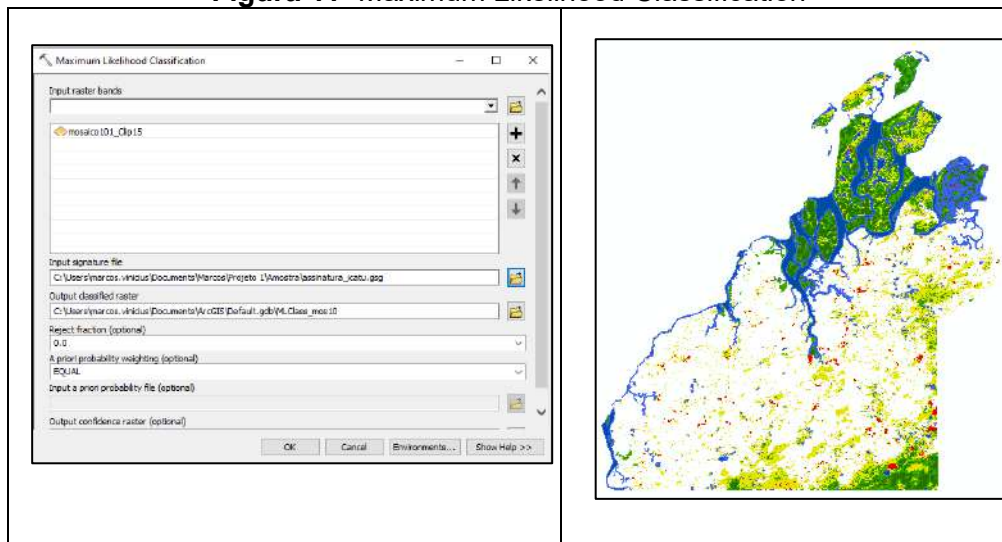 Maximum Likelihood Classification
Maximum Likelihood Classification
Input raster bands
mosaico101_Clip15
Input signature file
C:\Users\marcos.vinicius\Documents\Marcos\Projeto 1\Amostra\assinatura_icatu.gsg
Output classified raster
C:\Users\marcos.vinicius\Documents\ArcGIS\Default.gdb\MLClass_mos10
Reject fraction (optional)
0.0
A priori probability weighting (optional)
EQUAL
Input a priori probability file (optional)
Output confidence raster (optional)
OK
Cancel
Environments...
Show Help >>